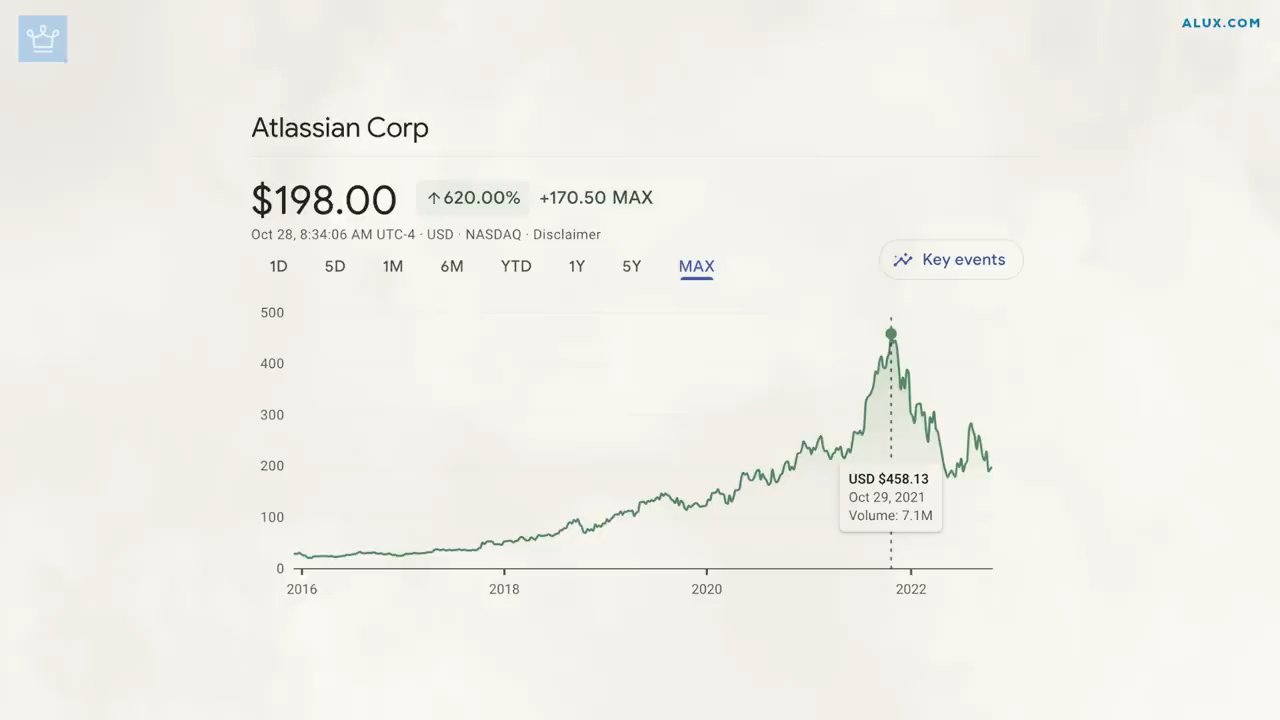 ALUX.COM
Atlassian Corp
$198.00 ↑620.00% +170.50 MAX
Oct 28, 8:34:06 AM UTC-4 · USD · NASDAQ · Disclaimer
1D 5D 1M 6M YTD 1Y 5Y MAX
Key events
500
400
300
200
100
0
USD $458.13
Oct 29, 2021
Volume: 7.1M
2016 2018 2020 2022